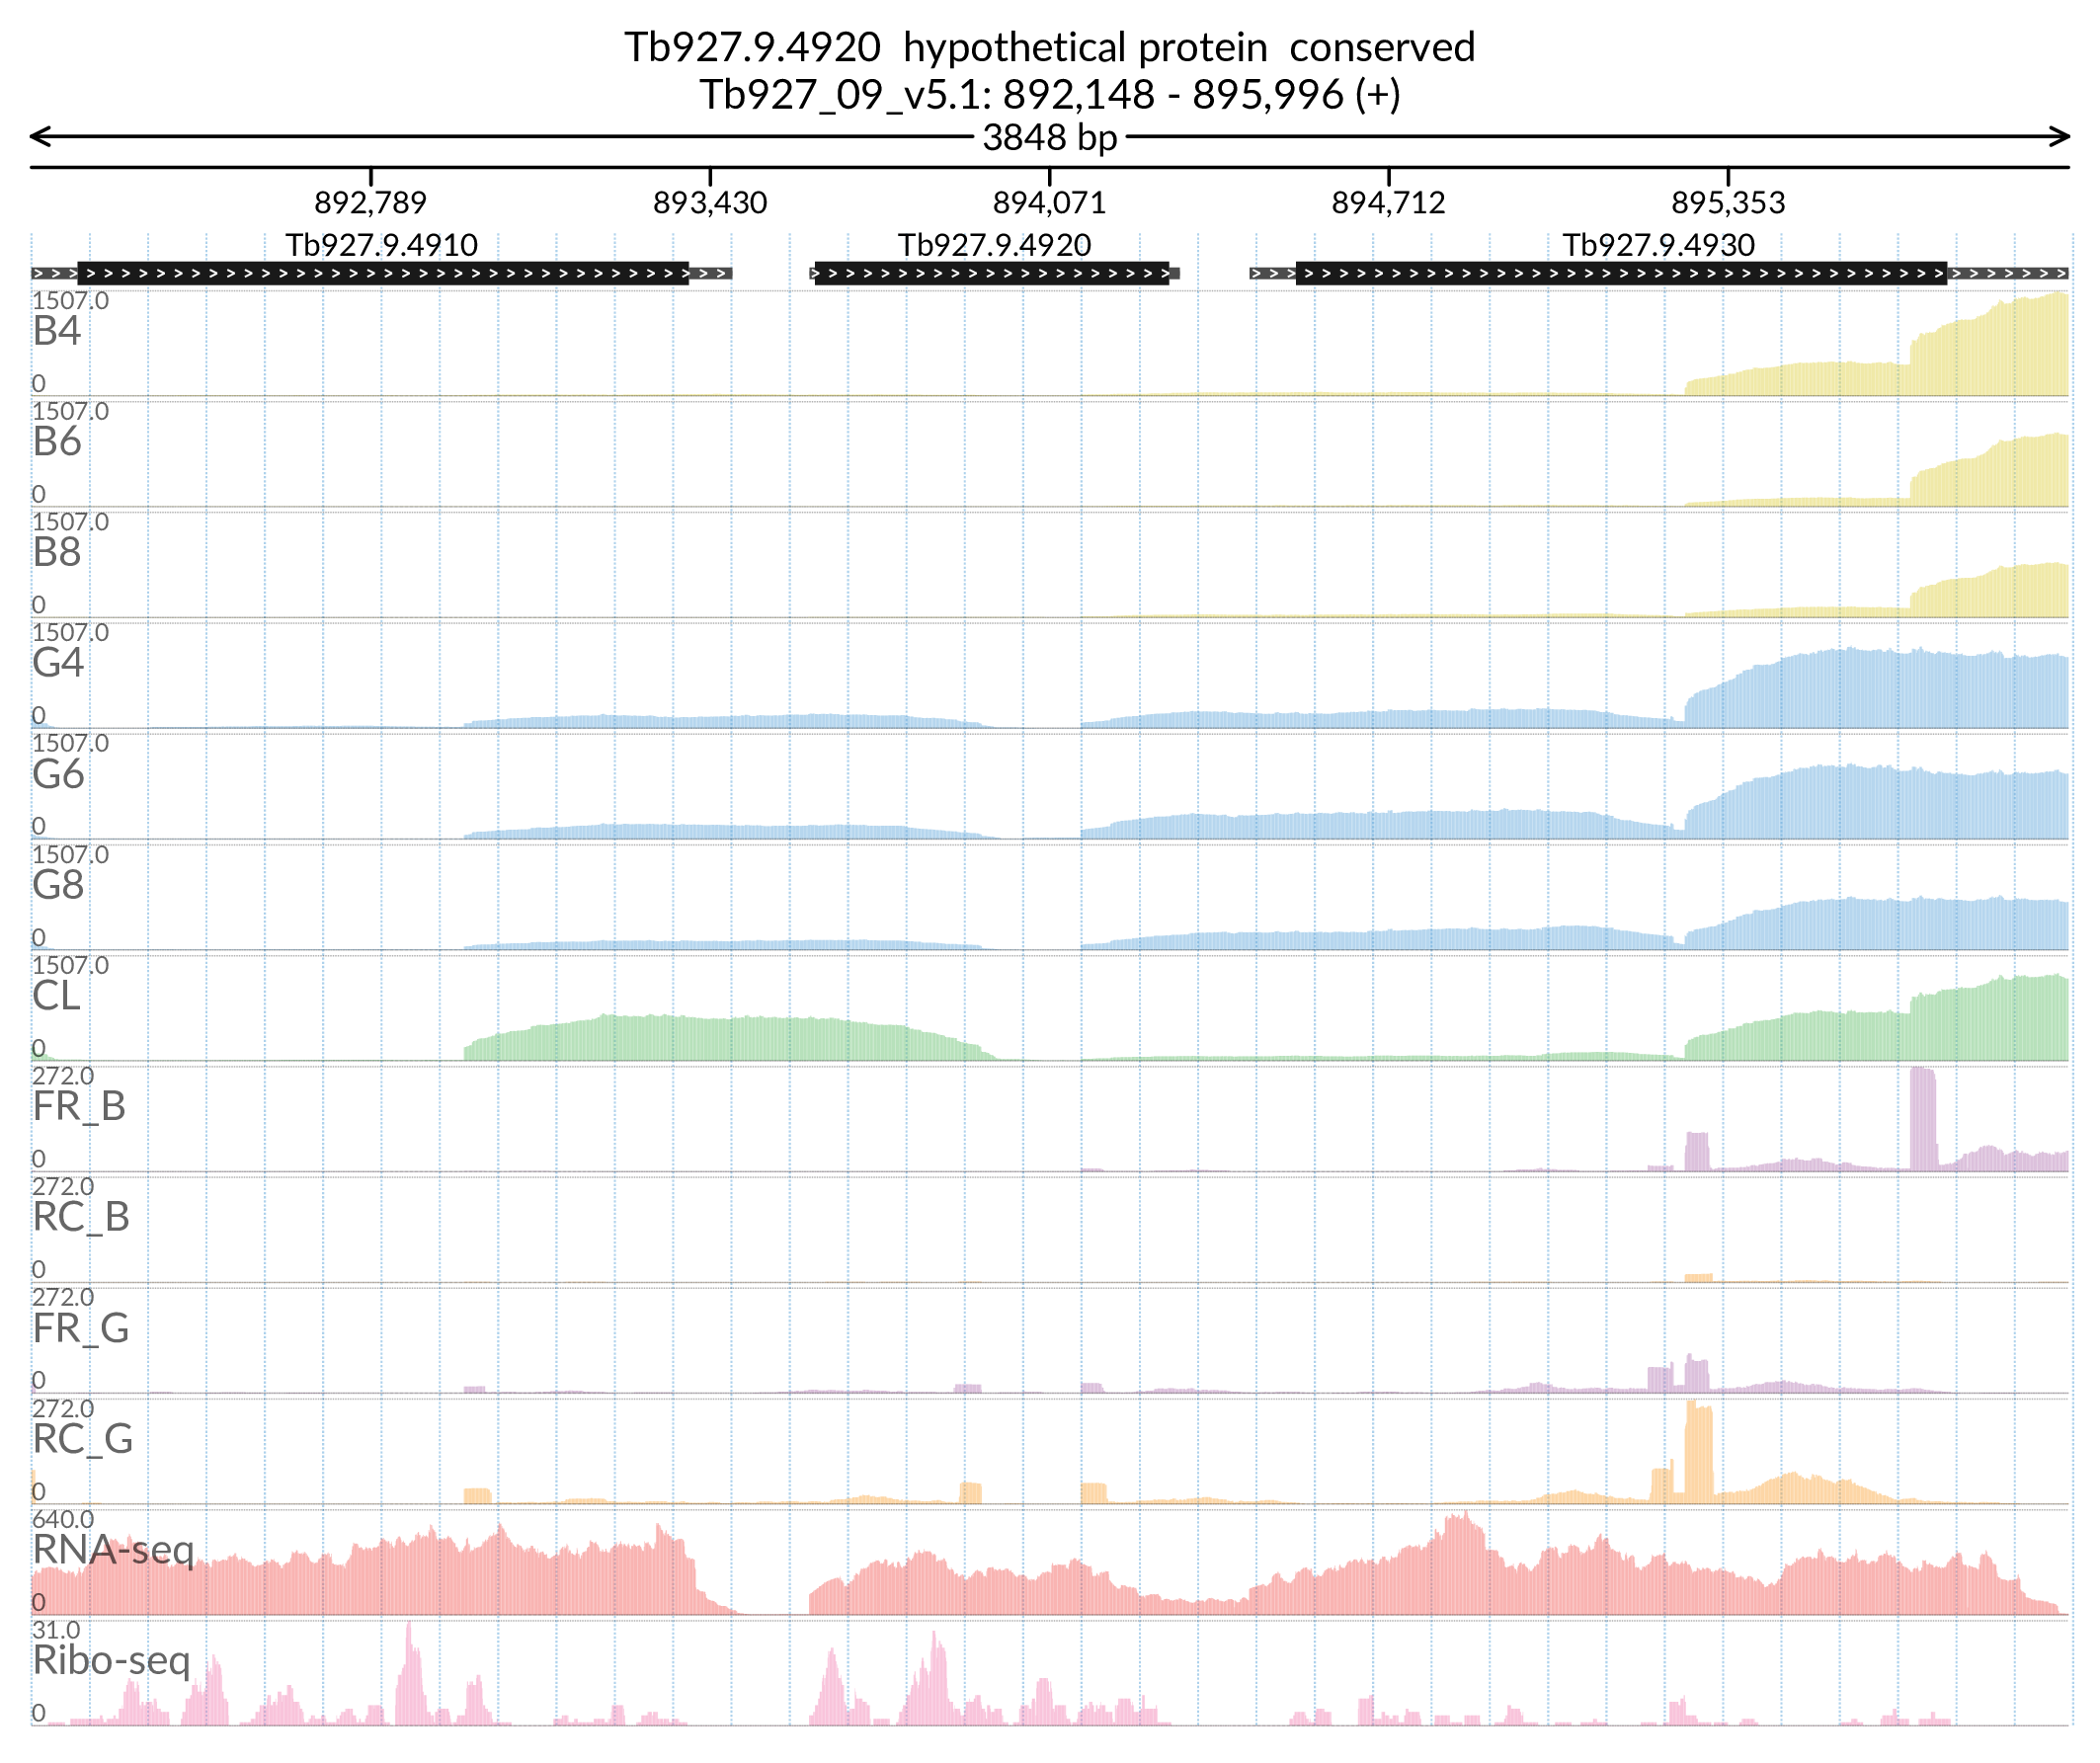 Tb927.9.4920  hypothetical protein  conserved
Tb927_09_v5.1: 892,148 - 895,996 (+)
3848 bp
892,789 893,430 894,071 894,712 895,353
Tb927.9.4910 Tb927.9.4920 Tb927.9.4930
1507.0
B4
0
1507.0
B6
0
1507.0
B8
0
1507.0
G4
0
1507.0
G6
0
1507.0
G8
0
1507.0
CL
0
272.0
FR_B
0
272.0
RC_B
0
272.0
FR_G
0
272.0
RC_G
0
640.0
RNA-seq
0
31.0
Ribo-seq
0